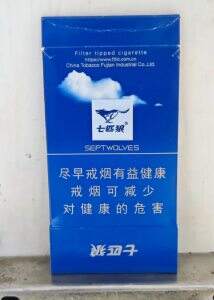 Filter tipped cigarette
China Tobacco Fujian Industrial Co., Ltd.
七匹狼
SEPTWOLVES
尽早戒烟有益健康
戒烟可减少
对健康的危害
七匹狼